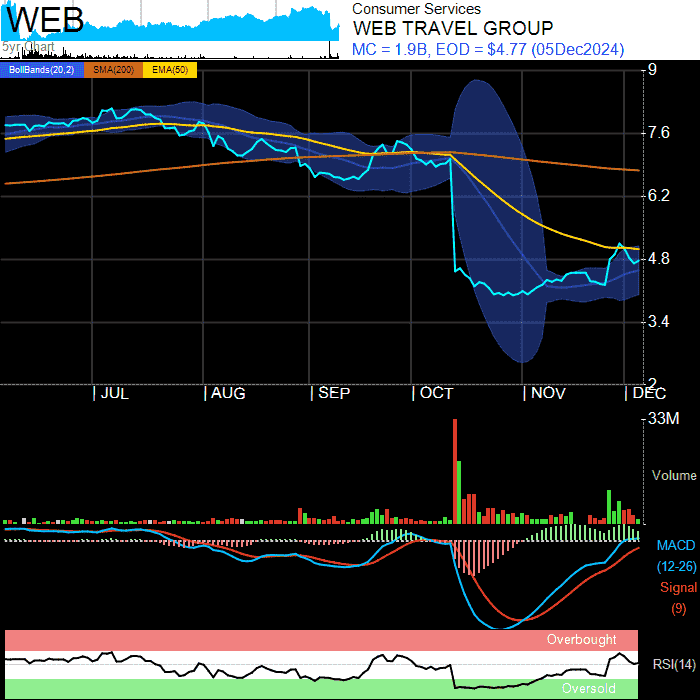 WEB
5yr Chart
Consumer Services
WEB TRAVEL GROUP
MC = 1.9B, EOD = $4.77 (05Dec2024)
BollBands(20,2) SMA(200) EMA(50)
9
7.6
6.2
4.8
3.4
2
JUL AUG SEP OCT NOV DEC
33M
Volume
MACD
(12-26)
Signal
(9)
Overbought
RSI(14)
Oversold